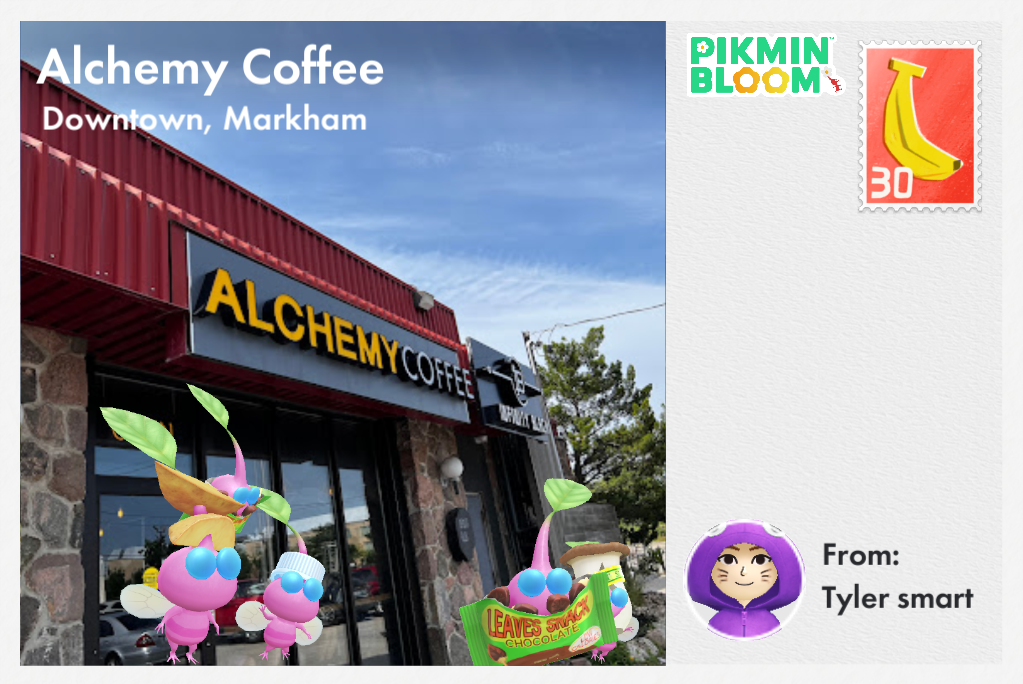 Alchemy Coffee
Downtown, Markham
PIKMIN
BLOOM
30
ALCHEMY COFFEE
LEAVES SNACK
CHOCOLATE
From:
Tyler smart